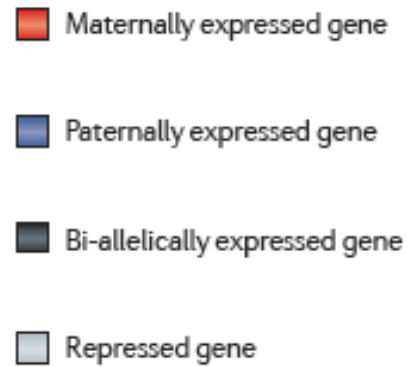 Maternally expressed gene
Paternally expressed gene
Bi-allelically expressed gene
Repressed gene